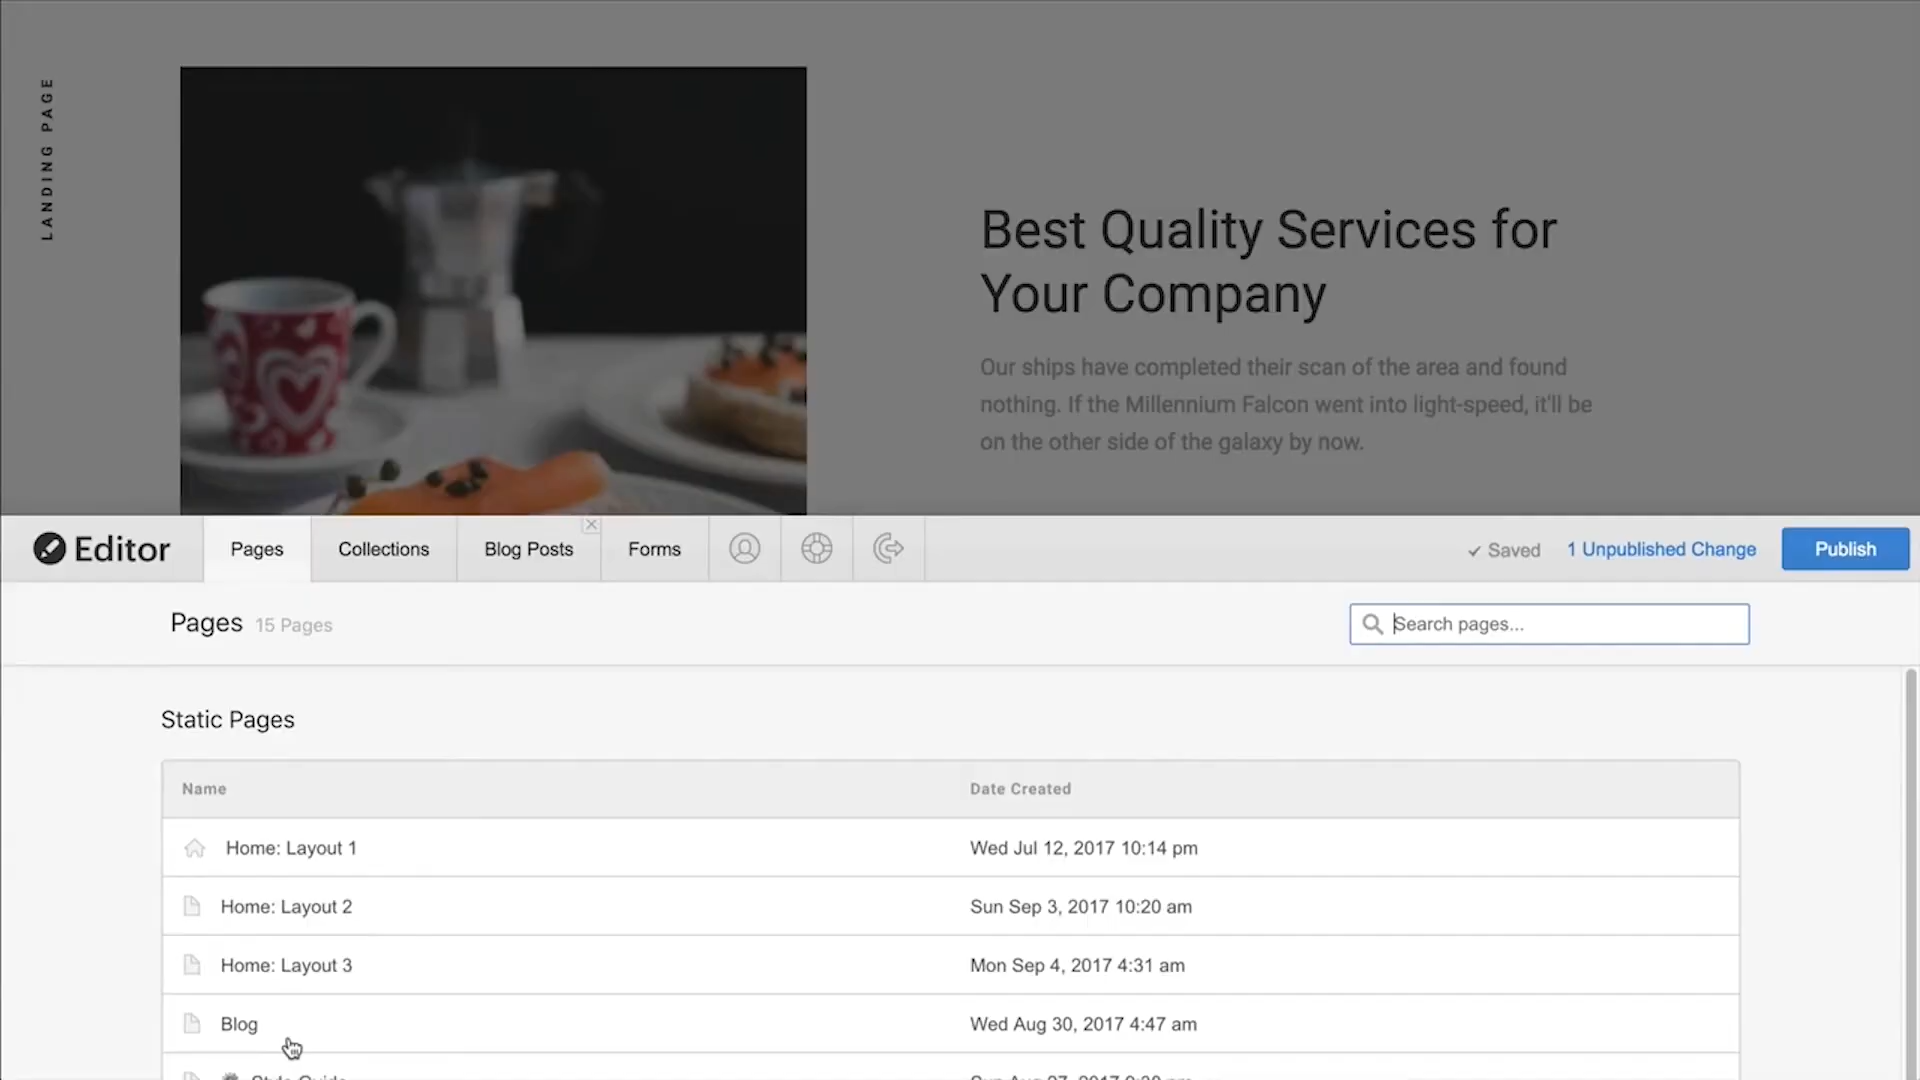 LANDING PAGE
Best Quality Services for
Your Company
Our ships have completed their scan of the area and found
nothing. If the Millennium Falcon went into light-speed, it'll be
on the other side of the galaxy by now.
Editor Pages Collections Blog Posts Forms ✓ Saved 1 Unpublished Change Publish
Pages 15 Pages Search pages...
Static Pages
Name Date Created
Home: Layout 1 Wed Jul 12, 2017 10:14 pm
Home: Layout 2 Sun Sep 3, 2017 10:20 am
Home: Layout 3 Mon Sep 4, 2017 4:31 am
Blog Wed Aug 30, 2017 4:47 am
Style Guide